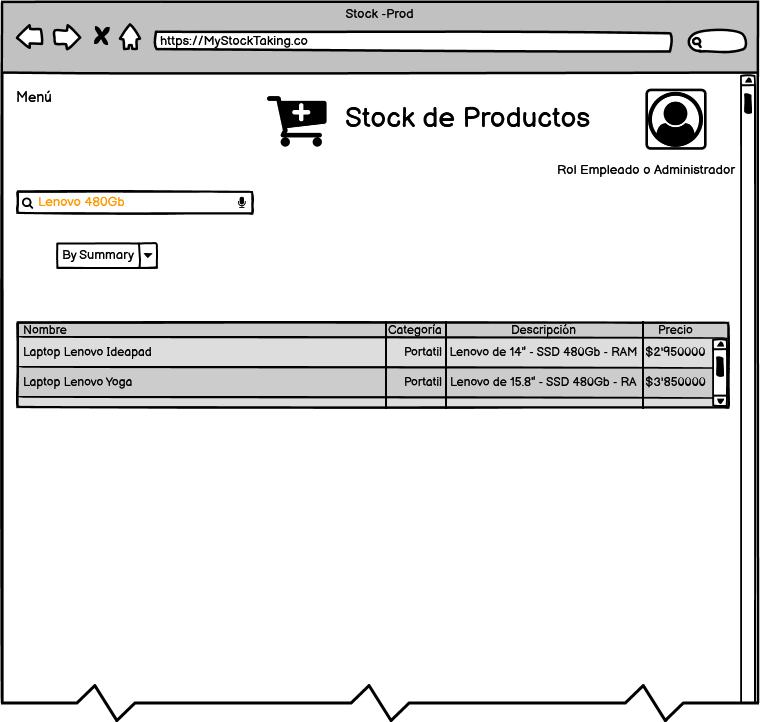 Stock -Prod
https://MyStockTaking.co
Menú
Stock de Productos
Rol Empleado o Administrador
Lenovo 480Gb
By Summary
Nombre Categoría Descripción Precio
Laptop Lenovo Ideapad Portatil Lenovo de 14" - SSD 480Gb - RAM $2'950000
Laptop Lenovo Yoga Portatil Lenovo de 15.8" - SSD 480Gb - RA $3'850000